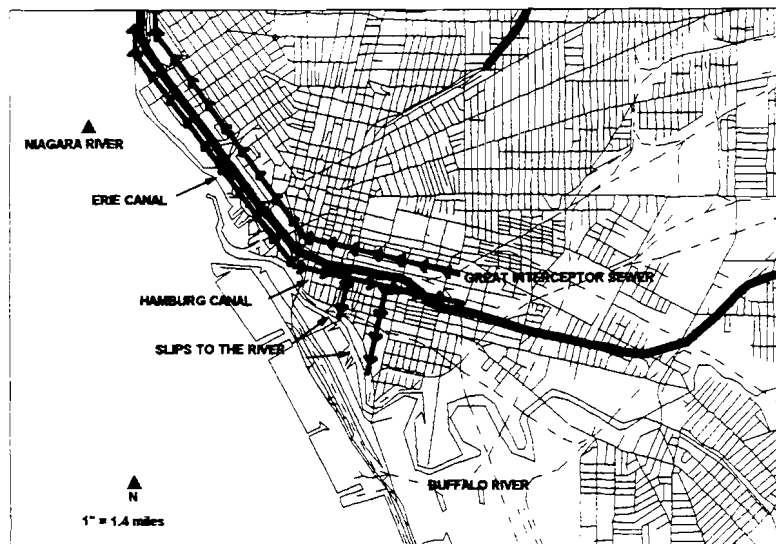 NIAGARA RIVER
ERIE CANAL
GREAT INTERCEPTOR SEWER
HAMBURG CANAL
SLIPS TO THE RIVER
BUFFALO RIVER
N
1" = 1.4 miles